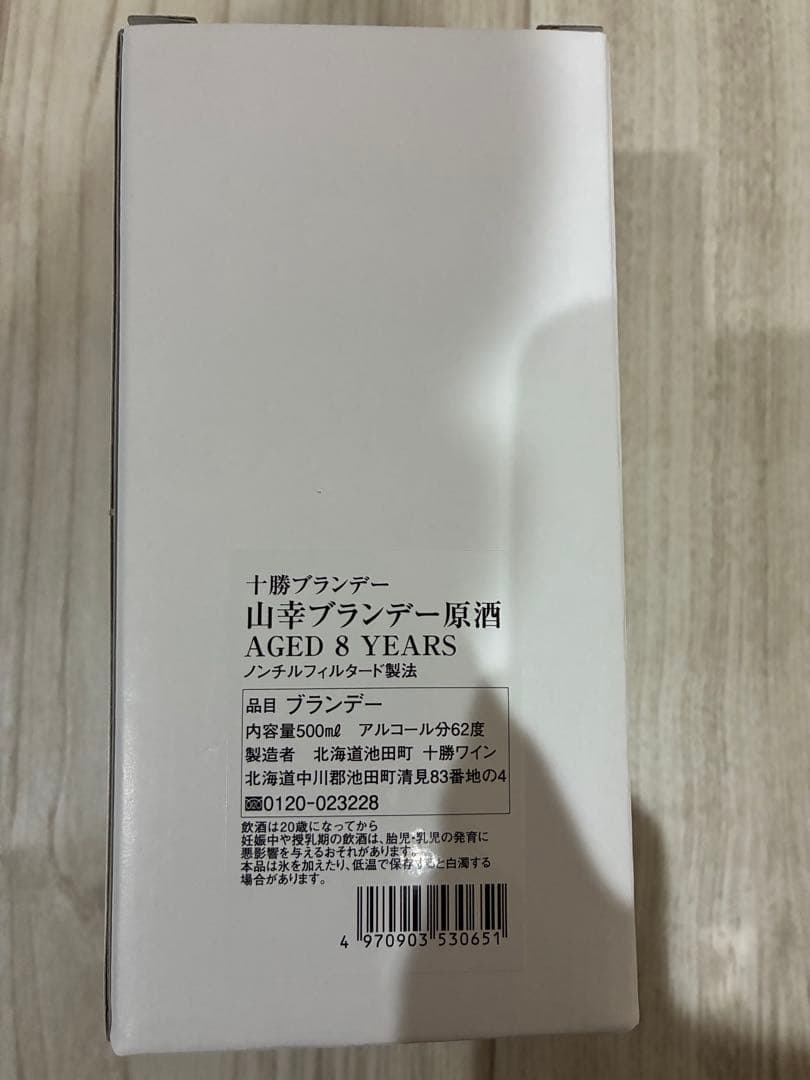 十勝ブランデー
山幸ブランデー原酒
AGED 8 YEARS
ノンチルフィルタード製法
品目 ブランデー
内容量500㎖ アルコール分62度
製造者 北海道池田町 十勝ワイン
北海道中川郡池田町清見83番地の4
0120-023228
飲酒は20歳になってから
妊娠中や授乳期の飲酒は、胎児・乳児の発育に
悪影響を与えるおそれがあります。
本品は氷を加えたり、低温で保存すると白濁する
場合があります。
4 970903 530651